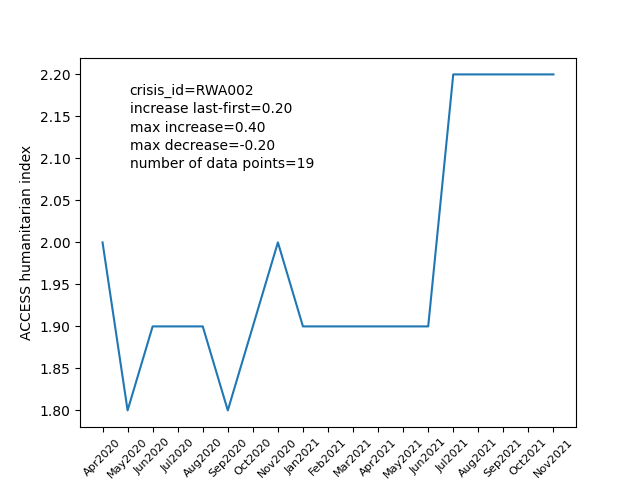 2.20
2.15
2.10
2.05
2.00
1.95
1.90
1.85
1.80
ACCESS humanitarian index
crisis_id=RWA002
increase last-first=0.20
max increase=0.40
max decrease=-0.20
number of data points=19
Apr2020
May2020
Jun2020
Jul2020
Aug2020
Sep2020
Oct2020
Nov2020
Jan2021
Feb2021
Mar2021
Apr2021
May2021
Jun2021
Jul2021
Aug2021
Sep2021
Oct2021
Nov2021